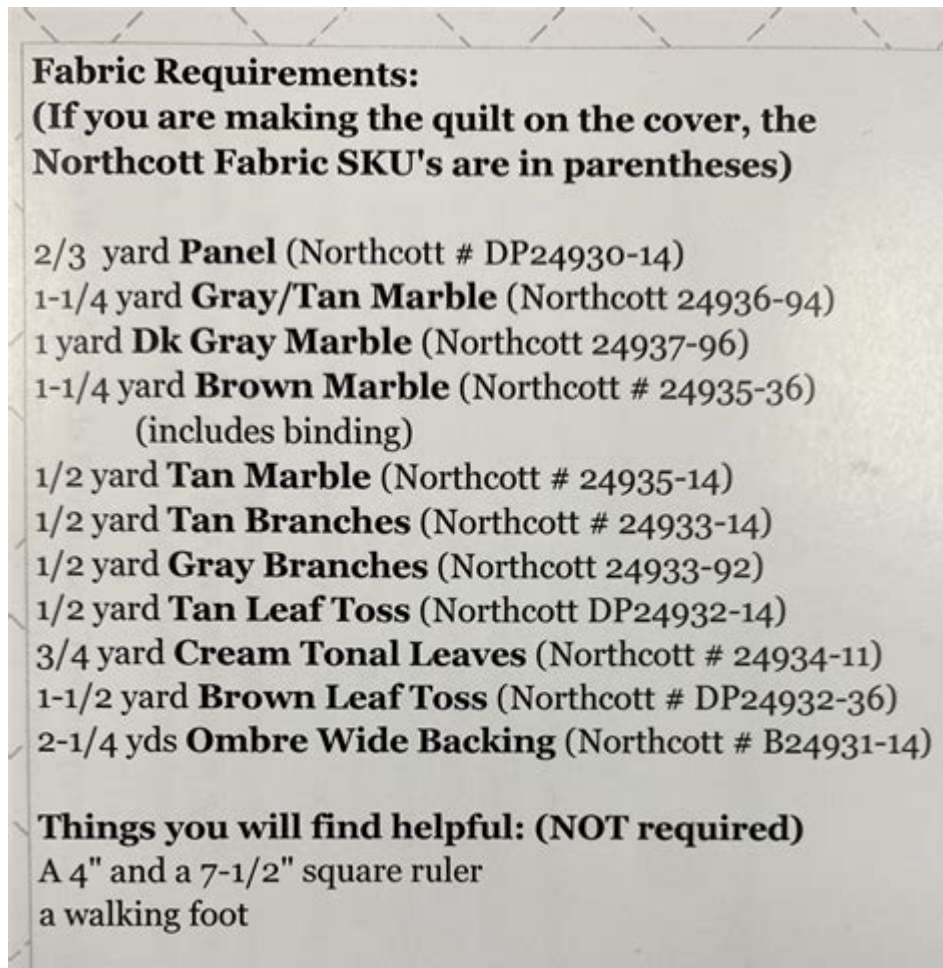 Fabric Requirements:
(If you are making the quilt on the cover, the
Northcott Fabric SKU's are in parentheses)
2/3 yard Panel (Northcott # DP24930-14)
1-1/4 yard Gray/Tan Marble (Northcott 24936-94)
1 yard Dk Gray Marble (Northcott 24937-96)
1-1/4 yard Brown Marble (Northcott # 24935-36)
(includes binding)
1/2 yard Tan Marble (Northcott # 24935-14)
1/2 yard Tan Branches (Northcott # 24933-14)
1/2 yard Gray Branches (Northcott 24933-92)
1/2 yard Tan Leaf Toss (Northcott DP24932-14)
3/4 yard Cream Tonal Leaves (Northcott # 24934-11)
1-1/2 yard Brown Leaf Toss (Northcott # DP24932-36)
2-1/4 yds Ombre Wide Backing (Northcott # B24931-14)
Things you will find helpful: (NOT required)
A 4" and a 7-1/2" square ruler
a walking foot